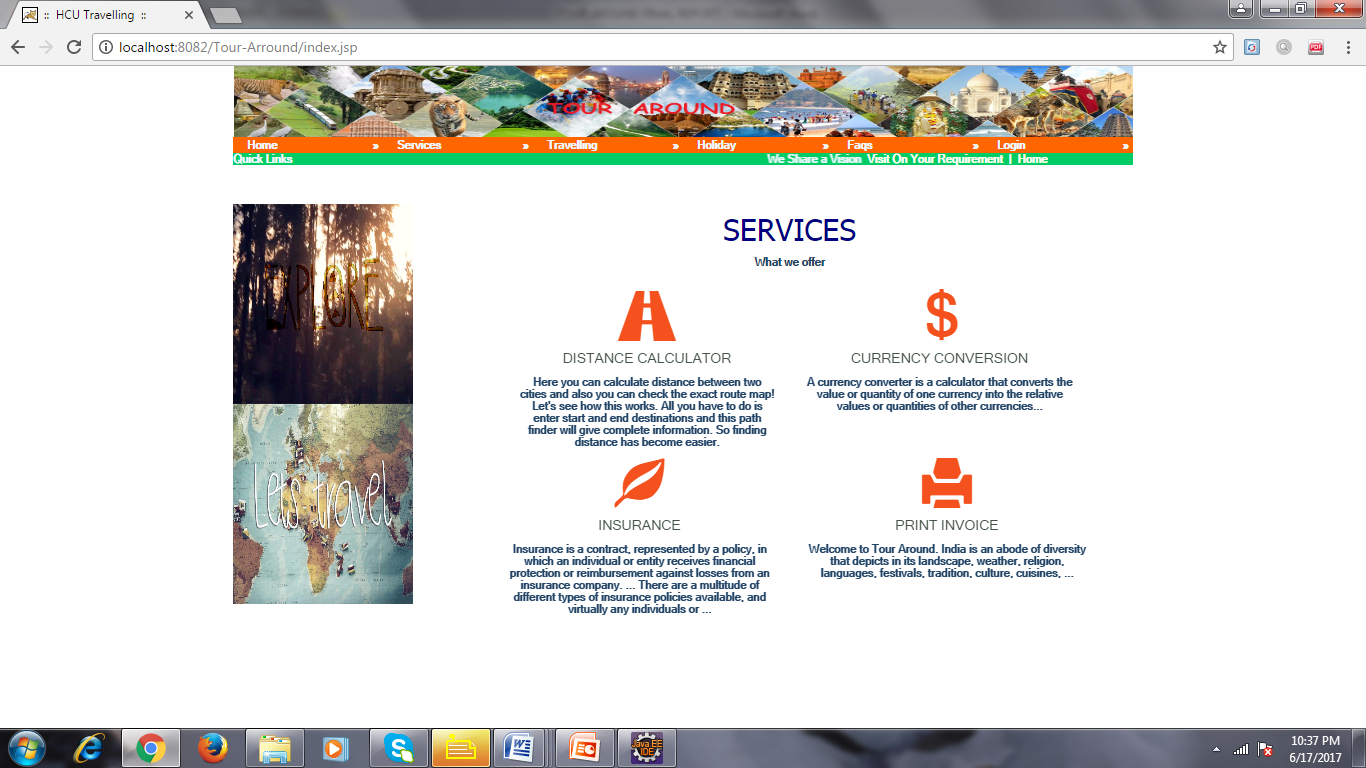 :: HCU Travelling ::
localhost:8082/Tour-Arround/index.jsp
PDF
TOUR AROUND
Home » Services » Travelling » Holiday » Faqs » Login »
Quick Links We Share a Vision Visit On Your Requirement | Home
EXPLORE
Lets travel
SERVICES
What we offer
DISTANCE CALCULATOR
Here you can calculate distance between two
cities and also you can check the exact route map!
Let's see how this works. All you have to do is
enter start and end destinations and this path
finder will give complete information. So finding
distance has become easier.
$
CURRENCY CONVERSION
A currency converter is a calculator that converts the
value or quantity of one currency into the relative
values or quantities of other currencies...
INSURANCE
Insurance is a contract, represented by a policy, in
which an individual or entity receives financial
protection or reimbursement against losses from an
insurance company. ... There are a multitude of
different types of insurance policies available, and
virtually any individuals or ...
PRINT INVOICE
Welcome to Tour Around. India is an abode of diversity
that depicts in its landscape, weather, religion,
languages, festivals, tradition, culture, cuisines, ...
Java EE
IDE
10:37 PM
6/17/2017